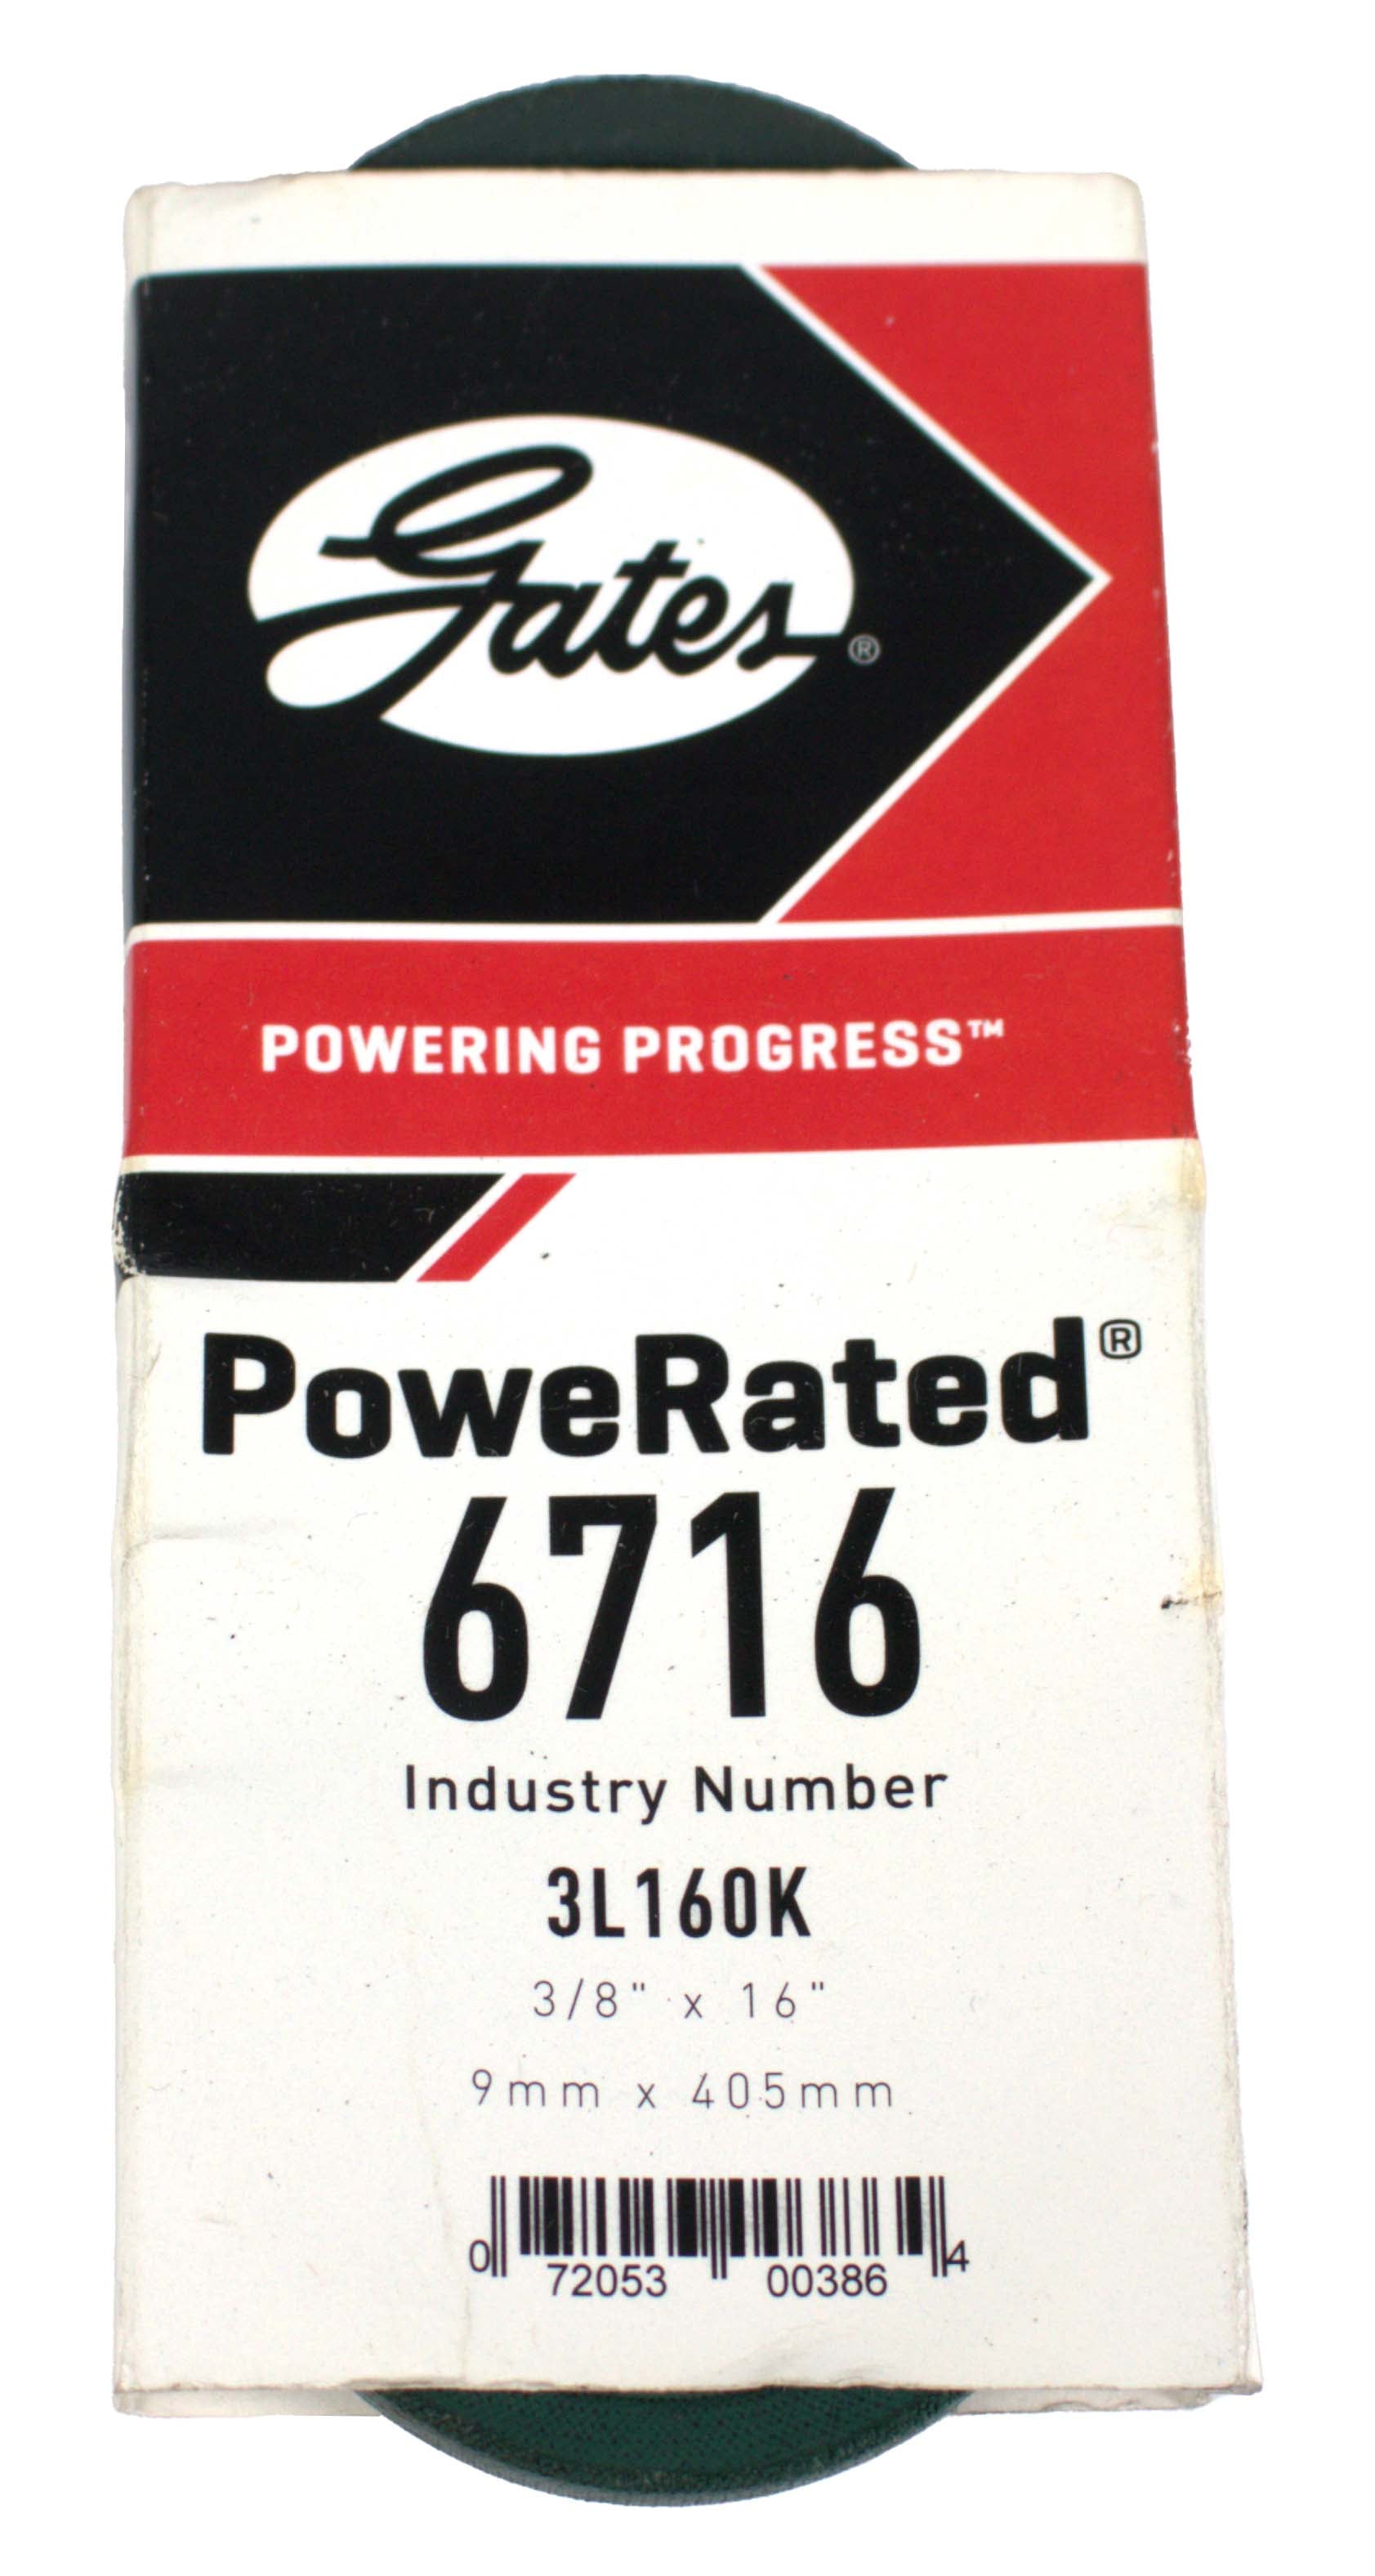 Gates®
POWERING PROGRESS™
PoweRated®
6716
Industry Number
3L160K
3/8" x 16"
9mm x 405mm
0 72053 00386 4